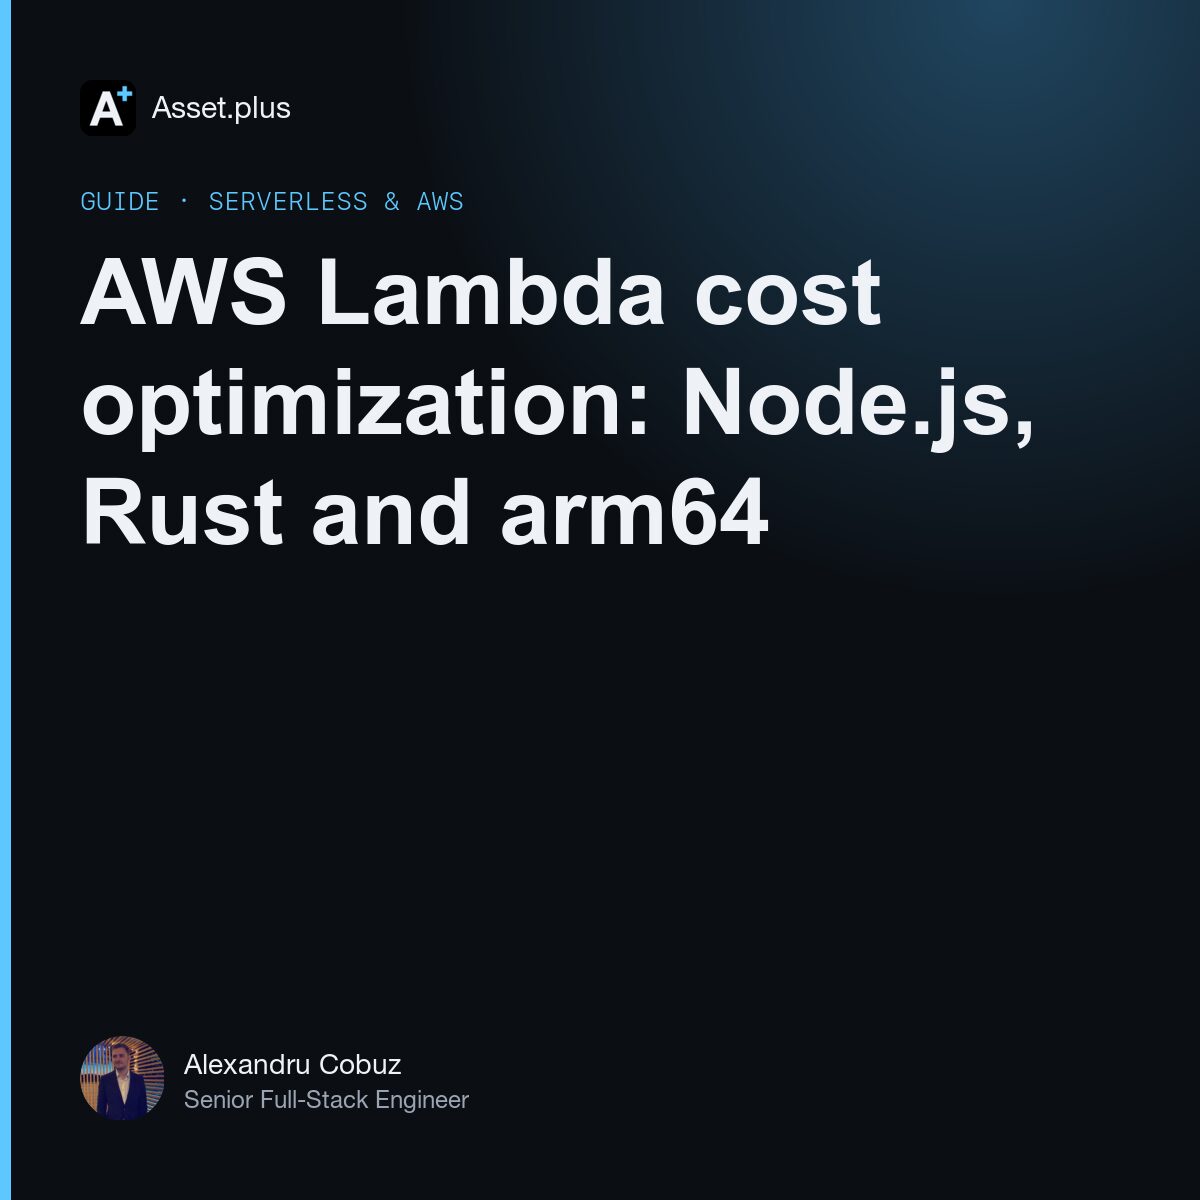 A+ Asset.plus
GUIDE · SERVERLESS & AWS
AWS Lambda cost
optimization: Node.js,
Rust and arm64
Alexandru Cobuz
Senior Full-Stack Engineer